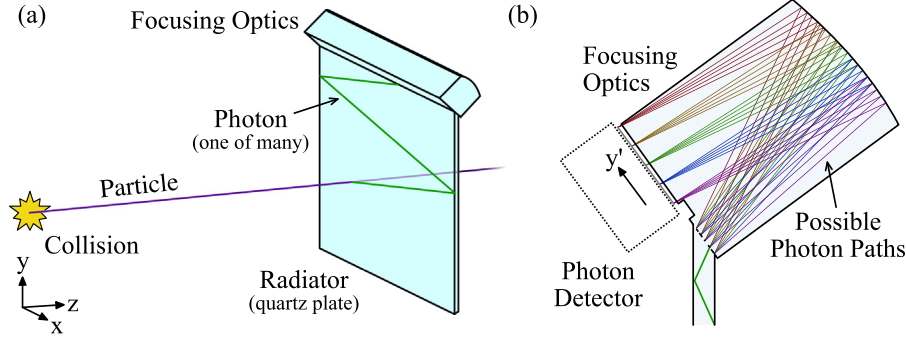 (a)
Focusing Optics
Photon
(one of many)
Particle
Collision
Radiator
(quartz plate)
y
z
x
(b)
Focusing
Optics
y'
Possible
Photon Paths
Photon
Detector